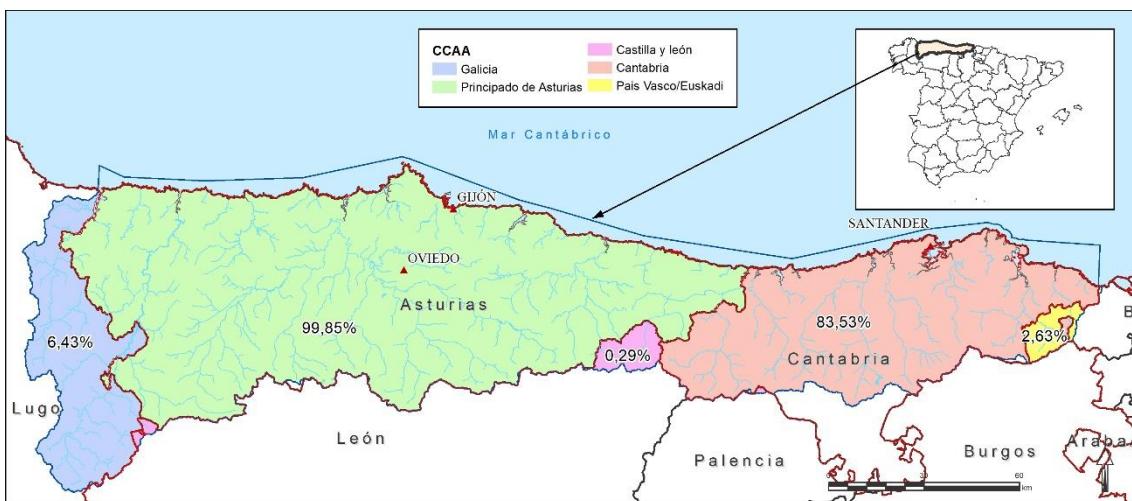 CCAA
Galicia
Principado de Asturias
Castilla y león
Cantabria
Pais Vasco/Euskadi
Mar Cantábrico
GIJÓN
SANTANDER
OVIEDO
Asturias
6,43%
99,85%
0,29%
83,53%
2,63%
Cantabria
B
Lugo
León
Palencia
Burgos
Araba
60
km